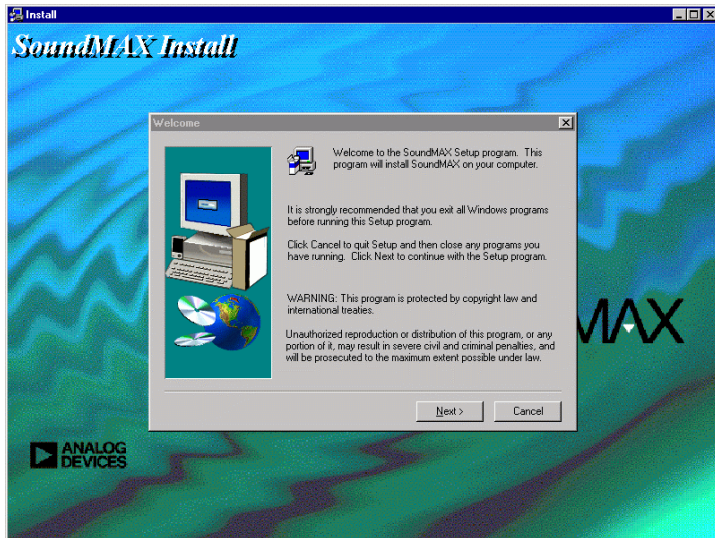 Install
SoundMAX Install
Welcome
Welcome to the SoundMAX Setup program. This
program will install SoundMAX on your computer.
It is strongly recommended that you exit all Windows programs
before running this Setup program.
Click Cancel to quit Setup and then close any programs you
have running. Click Next to continue with the Setup program.
WARNING: This program is protected by copyright law and
international treaties.
Unauthorized reproduction or distribution of this program, or any
portion of it, may result in severe civil and criminal penalties, and
will be prosecuted to the maximum extent possible under law.
MAX
Next >
Cancel
ANALOG
DEVICES